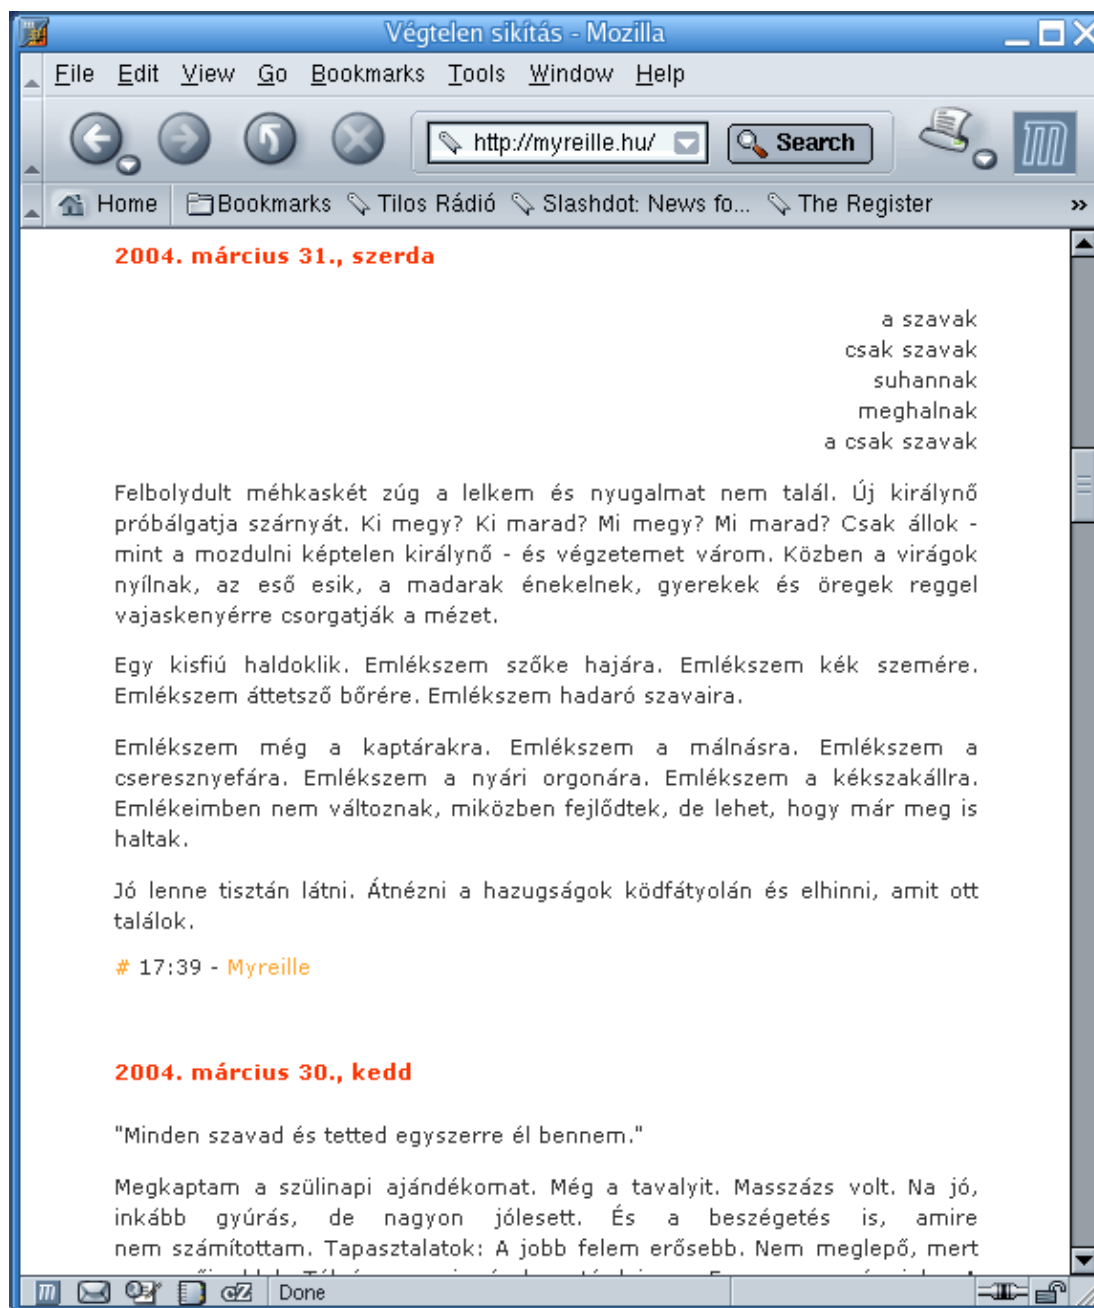 Végtelen sikítás - Mozilla
File Edit View Go Bookmarks Tools Window Help
http://myreille.hu/ Search
Home Bookmarks Tilos Rádió Slashdot: News fo... The Register »
2004. március 31., szerda
a szavak
csak szavak
suhannak
meghalnak
a csak szavak
Felbolydult méhkaskét zúg a lelkem és nyugalmat nem talál. Új királynő
próbálgatja szárnyát. Ki megy? Ki marad? Mi megy? Mi marad? Csak állok -
mint a mozdulni képtelen királynő - és végzetemet várom. Közben a virágok
nyílnak, az eső esik, a madarak énekelnek, gyerekek és öregek reggel
vajaskenyérre csorgatják a mézet.
Egy kisfiú haldoklik. Emlékszem szőke hajára. Emlékszem kék szemére.
Emlékszem áttetsző bőrére. Emlékszem hadaró szavaira.
Emlékszem még a kaptárakra. Emlékszem a málnásra. Emlékszem a
cseresznyefára. Emlékszem a nyári orgonára. Emlékszem a kékszakállra.
Emlékeimben nem változnak, miközben fejlődtek, de lehet, hogy már meg is
haltak.
Jó lenne tisztán látni. Átnézni a hazugságok ködfátyolán és elhinni, amit ott
találok.
# 17:39 - Myreille
2004. március 30., kedd
"Minden szavad és tetted egyszerre él bennem."
Megkaptam a szülinapi ajándékomat. Még a tavalyit. Masszázs volt. Na jó,
inkább gyúrás, de nagyon jólesett. És a beszégetés is, amire
nem számítottam. Tapasztalatok: A jobb felem erősebb. Nem meglepő, mert
Done